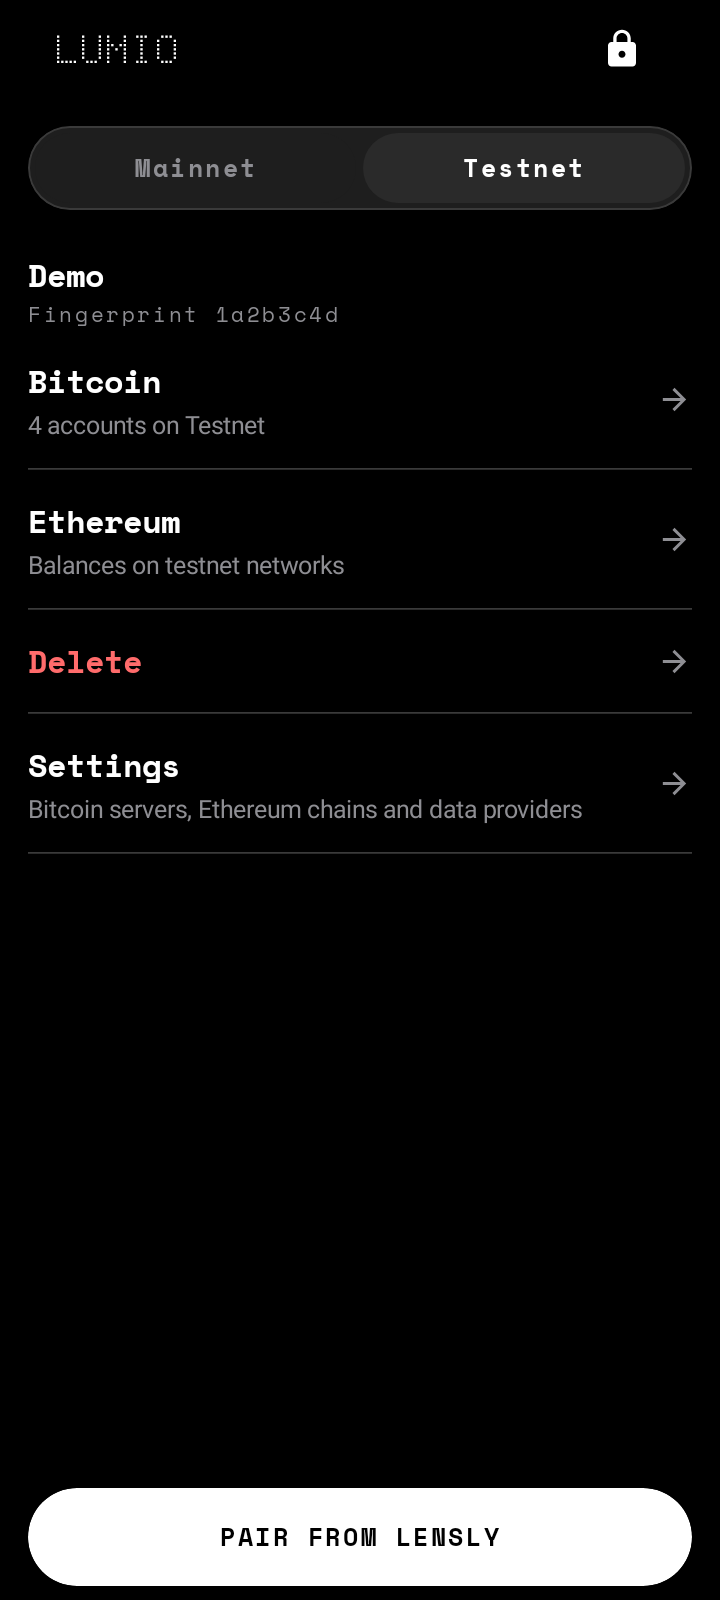 LUMIO
Mainnet Testnet
Demo
Fingerprint 1a2b3c4d
Bitcoin
4 accounts on Testnet
Ethereum
Balances on testnet networks
Delete
Settings
Bitcoin servers, Ethereum chains and data providers
PAIR FROM LENSLY